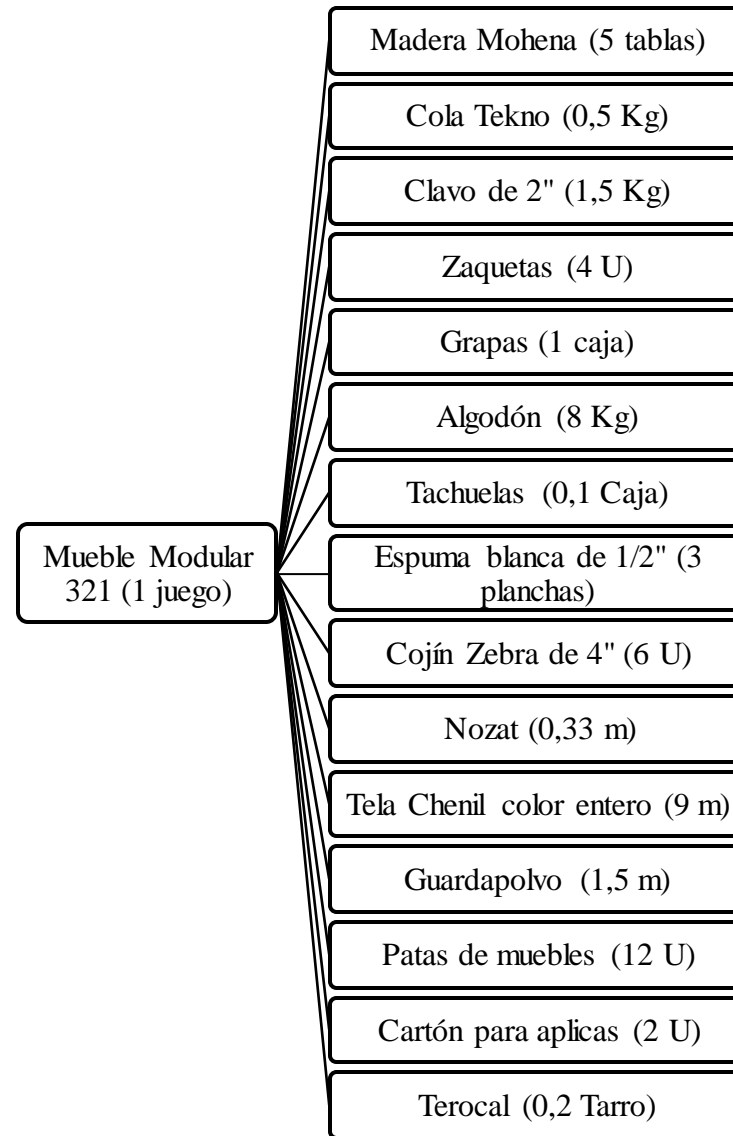 Madera Mohena (5 tablas)
Cola Tekno (0,5 Kg)
Clavo de 2" (1,5 Kg)
Zaquetas (4 U)
Grapas (1 caja)
Algodón (8 Kg)
Tachuelas (0,1 Caja)
Mueble Modular
321 (1 juego)
Espuma blanca de 1/2" (3
planchas)
Cojín Zebra de 4" (6 U)
Nozat (0,33 m)
Tela Chenil color entero (9 m)
Guardapolvo (1,5 m)
Patas de muebles (12 U)
Cartón para aplicas (2 U)
Terocal (0,2 Tarro)